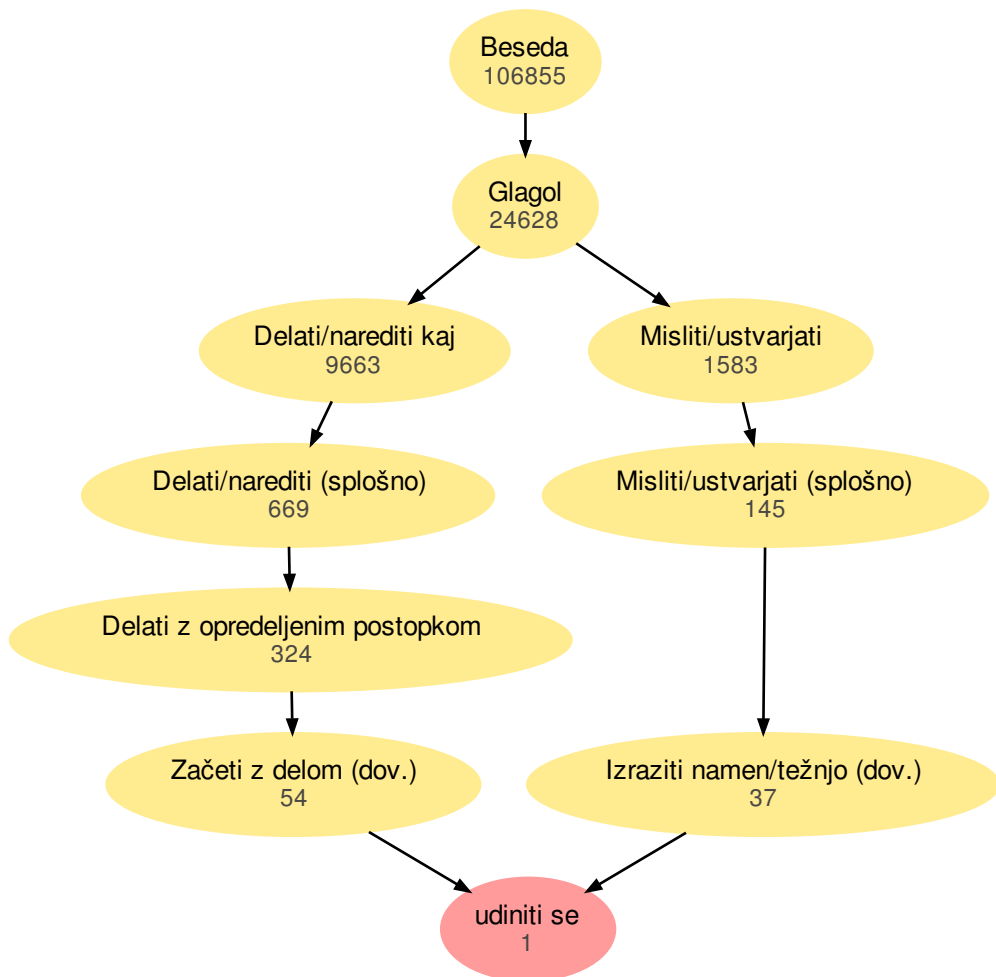 Beseda
106855
Glagol
24628
Delati/narediti kaj
9663
Misliti/ustvarjati
1583
Delati/narediti (splošno)
669
Misliti/ustvarjati (splošno)
145
Delati z opredeljenim postopkom
324
Začeti z delom (dov.)
54
Izraziti namen/težnjo (dov.)
37
udiniti se
1